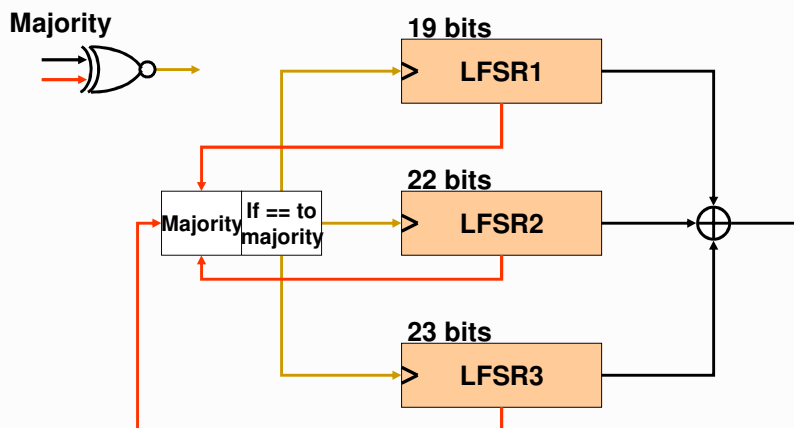 Majority
19 bits
LFSR1
22 bits
Majority
If == to
majority
LFSR2
23 bits
LFSR3